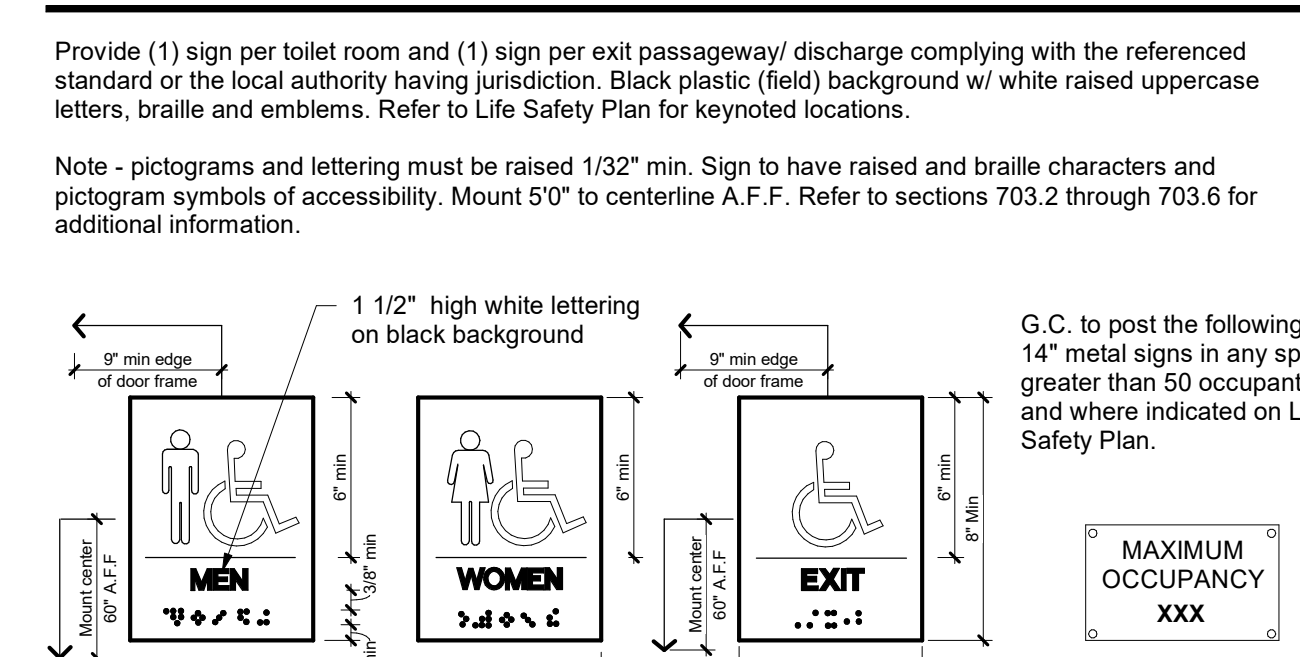 Provide (1) sign per toilet room and (1) sign per exit passageway/ discharge complying with the referenced
standard or the local authority having jurisdiction. Black plastic (field) background w/ white raised uppercase
letters, braille and emblems. Refer to Life Safety Plan for keynoted locations.
Note - pictograms and lettering must be raised 1/32" min. Sign to have raised and braille characters and
pictogram symbols of accessibility. Mount 5'0" to centerline A.F.F. Refer to sections 703.2 through 703.6 for
additional information.
1 1/2" high white lettering
on black background
9" min edge
of door frame
6" min
3/8" min
min
Mount center
60" A.F.F
MEN
6" min
WOMEN
9" min edge
of door frame
6" min
8" Min
Mount center
60" A.F.F
EXIT
G.C. to post the following
14" metal signs in any sp
greater than 50 occupant
and where indicated on L
Safety Plan.
MAXIMUM
OCCUPANCY
XXX